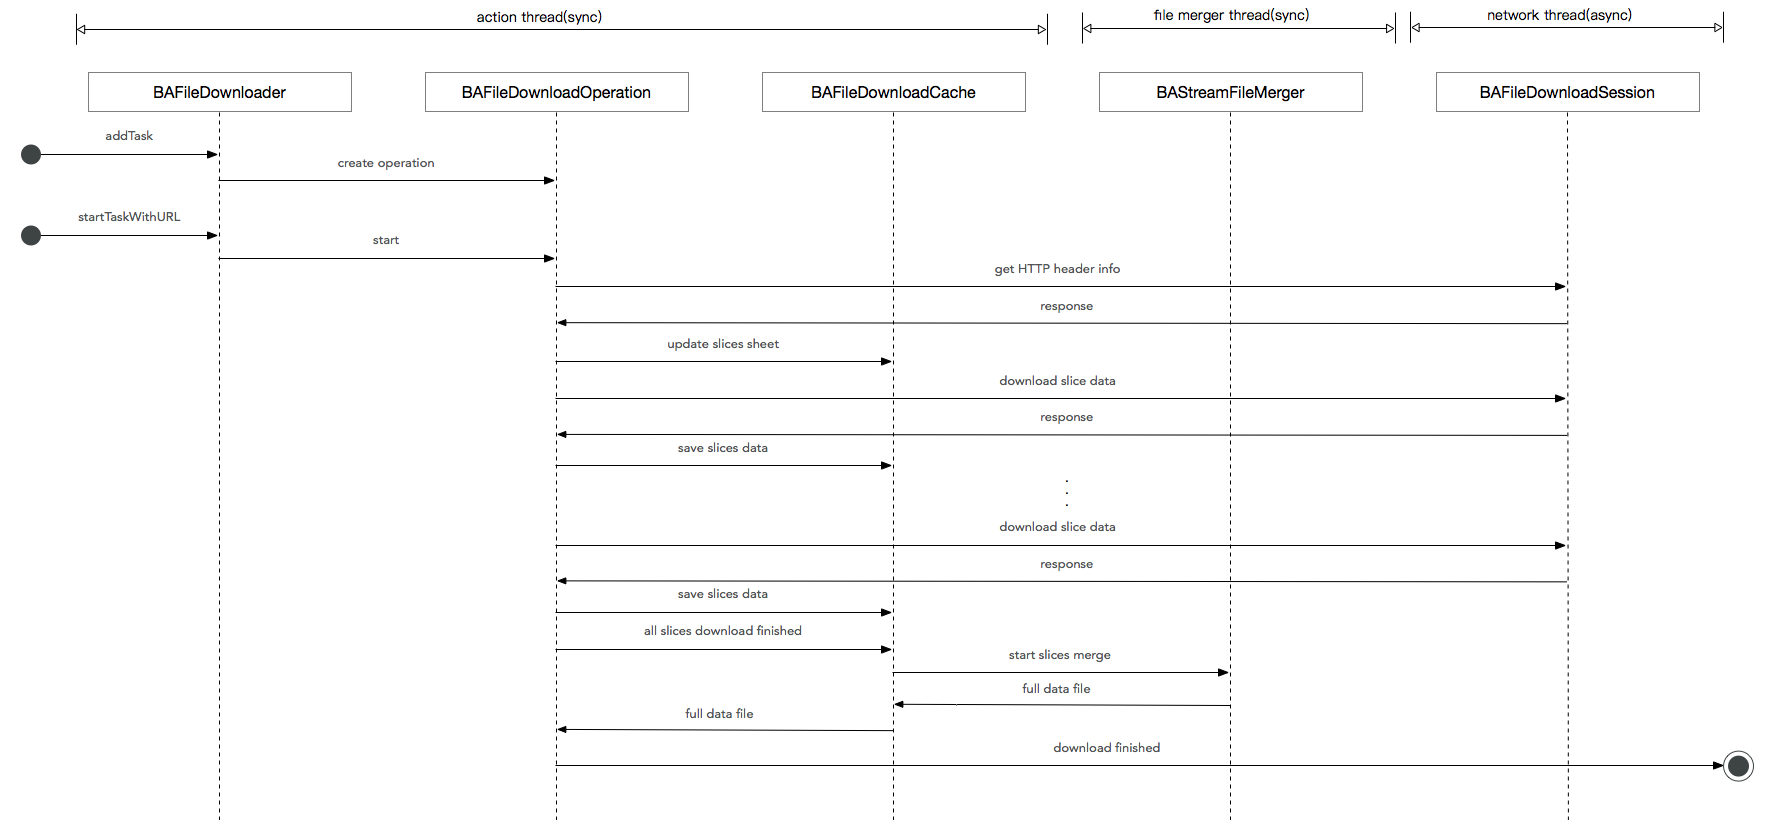 action thread(sync)
file merger thread(sync)
network thread(async)
BAFileDownloader
BAFileDownloadOperation
BAFileDownloadCache
BAStreamFileMerger
BAFileDownloadSession
addTask
create operation
startTaskWithURL
start
get HTTP header info
response
update slices sheet
download slice data
response
save slices data
download slice data
response
save slices data
all slices download finished
start slices merge
full data file
full data file
download finished